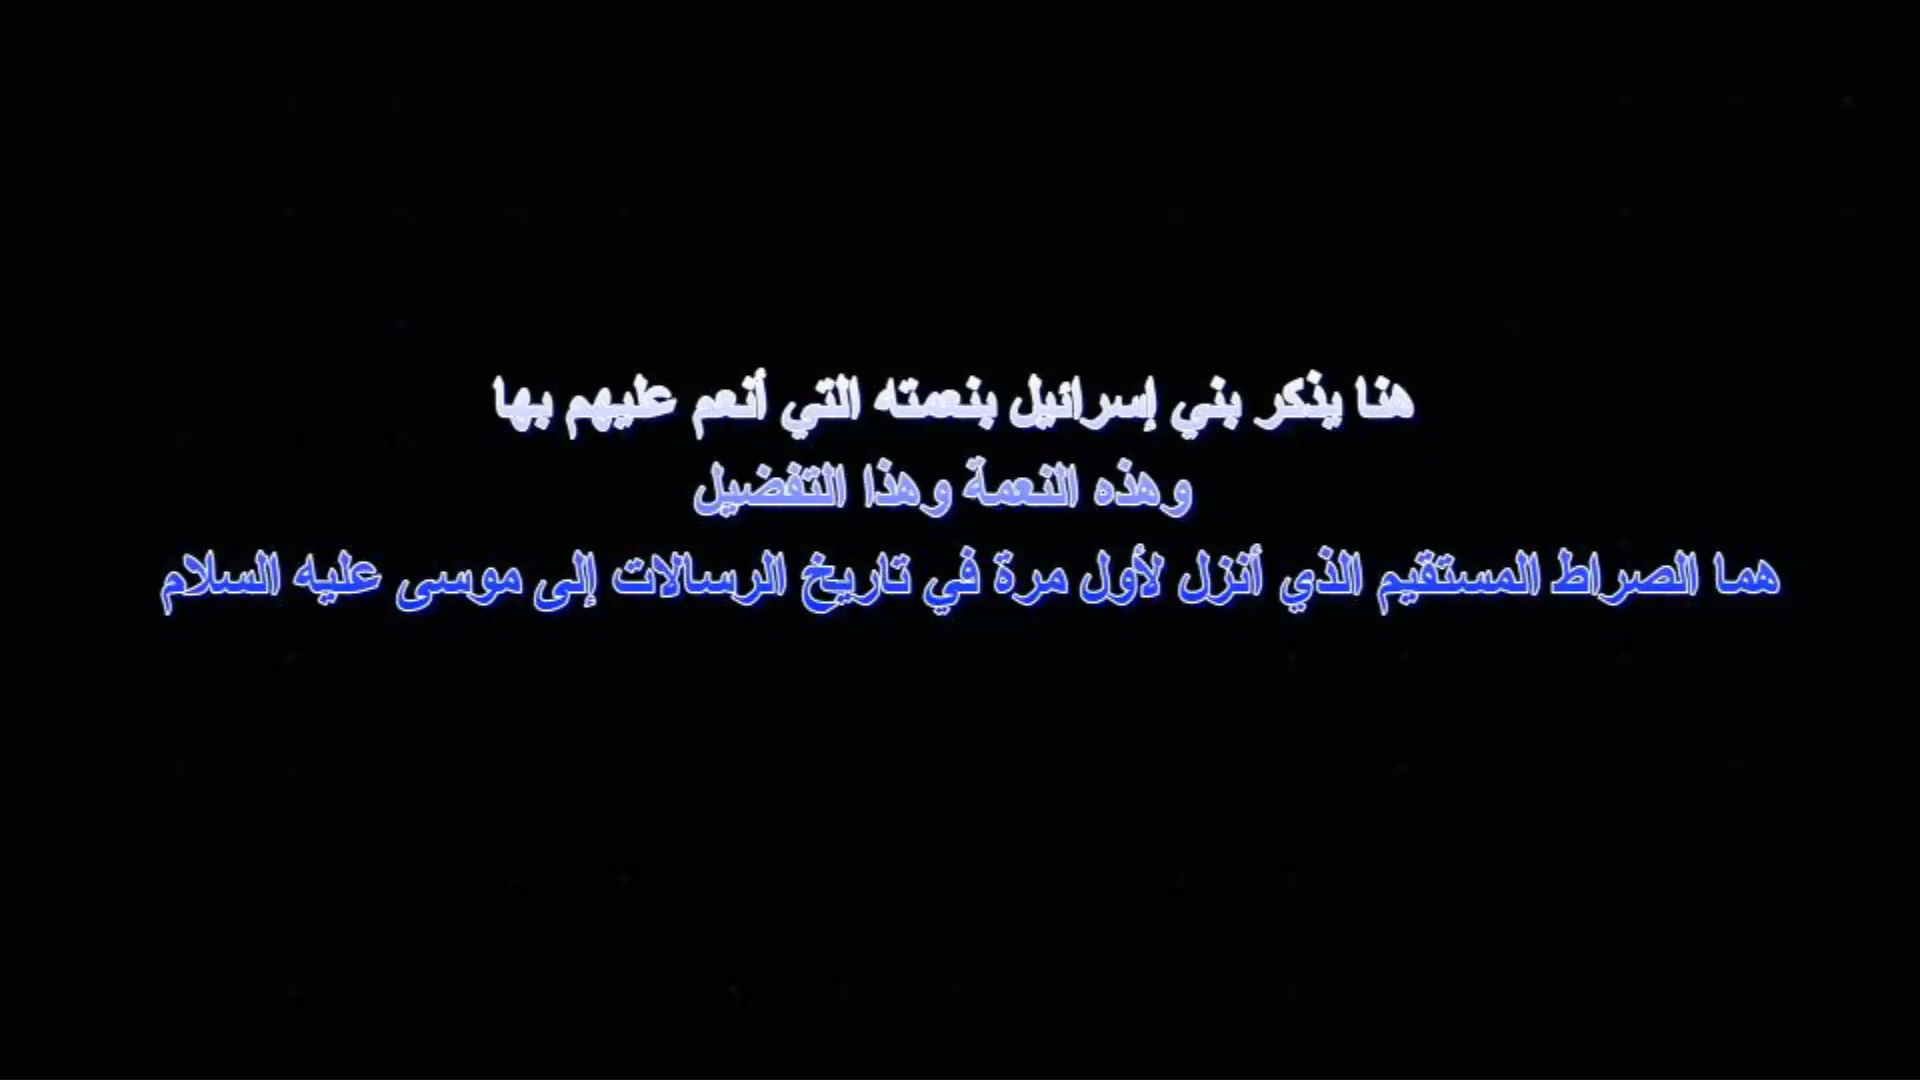 هنا يذكر بني إسرائيل بنعمته التي أنعم عليهم بها
وهذه النعمة وهذا التفضيل
هما الصراط المستقيم الذي أنزل لأول مرة في تاريخ الرسالات إلى موسى عليه السلام